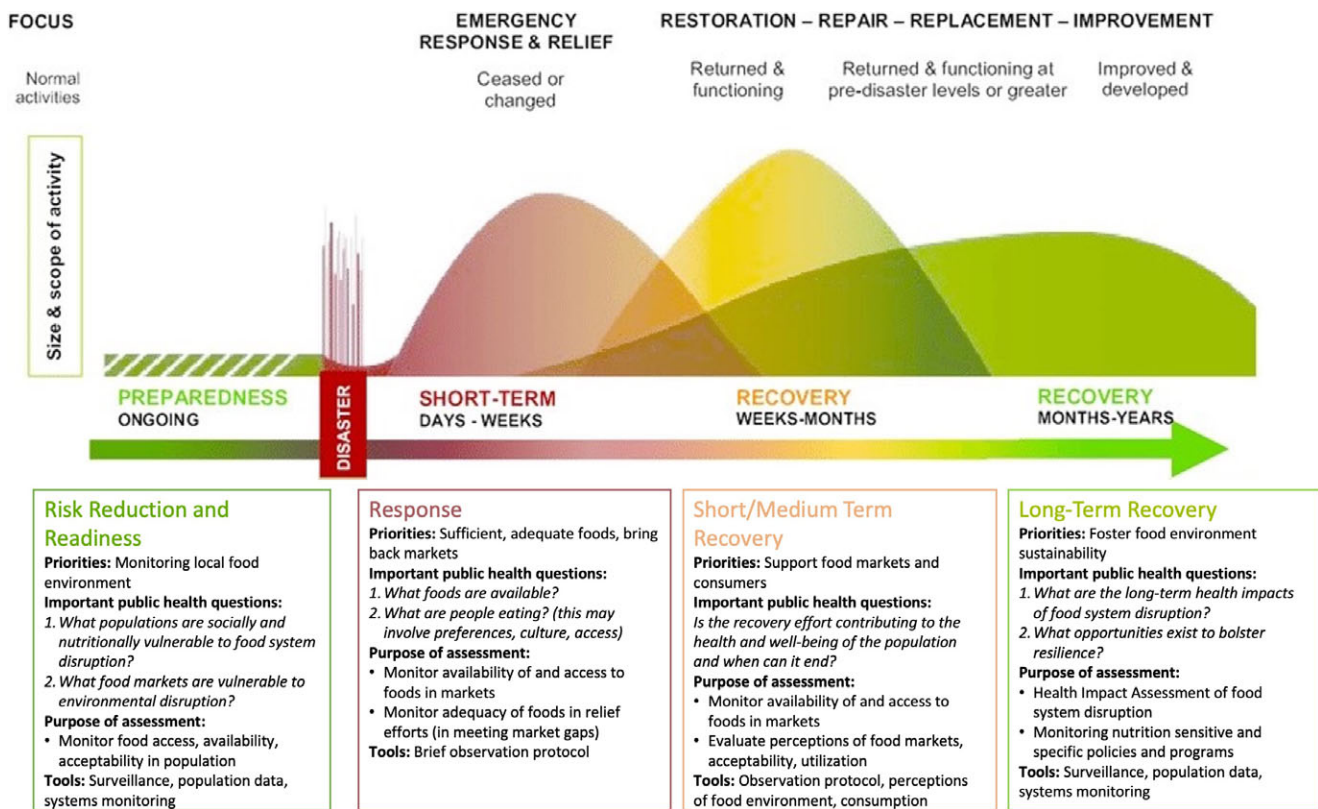 FOCUS
EMERGENCY
RESPONSE & RELIEF
RESTORATION – REPAIR – REPLACEMENT – IMPROVEMENT
Normal
activities
Ceased or
changed
Returned &
functioning
Returned & functioning at
pre-disaster levels or greater
Improved &
developed
Size & scope of activity
PREPAREDNESS
ONGOING
DISASTER
SHORT-TERM
DAYS - WEEKS
RECOVERY
WEEKS-MONTHS
RECOVERY
MONTHS-YEARS
Risk Reduction and
Readiness
Priorities: Monitoring local food
environment
Important public health questions:
1. What populations are socially and
nutritionally vulnerable to food system
disruption?
2. What food markets are vulnerable to
environmental disruption?
Purpose of assessment:
• Monitor food access, availability,
acceptability in population
Tools: Surveillance, population data,
systems monitoring
Response
Priorities: Sufficient, adequate foods, bring
back markets
Important public health questions:
1. What foods are available?
2. What are people eating? (this may
involve preferences, culture, access)
Purpose of assessment:
• Monitor availability of and access to
foods in markets
• Monitor adequacy of foods in relief
efforts (in meeting market gaps)
Tools: Brief observation protocol
Short/Medium Term
Recovery
Priorities: Support food markets and
consumers
Important public health questions:
Is the recovery effort contributing to the
health and well-being of the population
and when can it end?
Purpose of assessment:
• Monitor availability of and access to
foods in markets
• Evaluate perceptions of food markets,
acceptability, utilization
Tools: Observation protocol, perceptions
of food environment, consumption
Long-Term Recovery
Priorities: Foster food environment
sustainability
Important public health questions:
1. What are the long-term health impacts
of food system disruption?
2. What opportunities exist to bolster
resilience?
Purpose of assessment:
• Health Impact Assessment of food
system disruption
• Monitoring nutrition sensitive and
specific policies and programs
Tools: Surveillance, population data,
systems monitoring